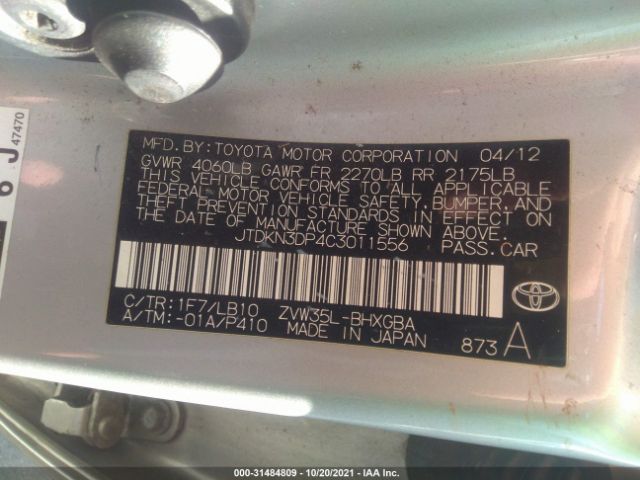 47470
6 J
MFD. BY: TOYOTA MOTOR CORPORATION 04/12
GVWR 4060LB GAWR FR 2270LB RR 2175LB
THIS VEHICLE CONFORMS TO ALL APPLICABLE
FEDERAL MOTOR VEHICLE SAFETY, BUMPER, AND
THEFT PREVENTION STANDARDS IN EFFECT ON
THE DATE OF MANUFACTURE SHOWN ABOVE.
JTDKN3DP4C3011556 PASS. CAR
C/TR: 1F7/LB10 ZVW35L-BHXGBA
A/TM: -01A/P410 MADE IN JAPAN
873 A
000-31484809 - 10/20/2021 - IAA Inc.